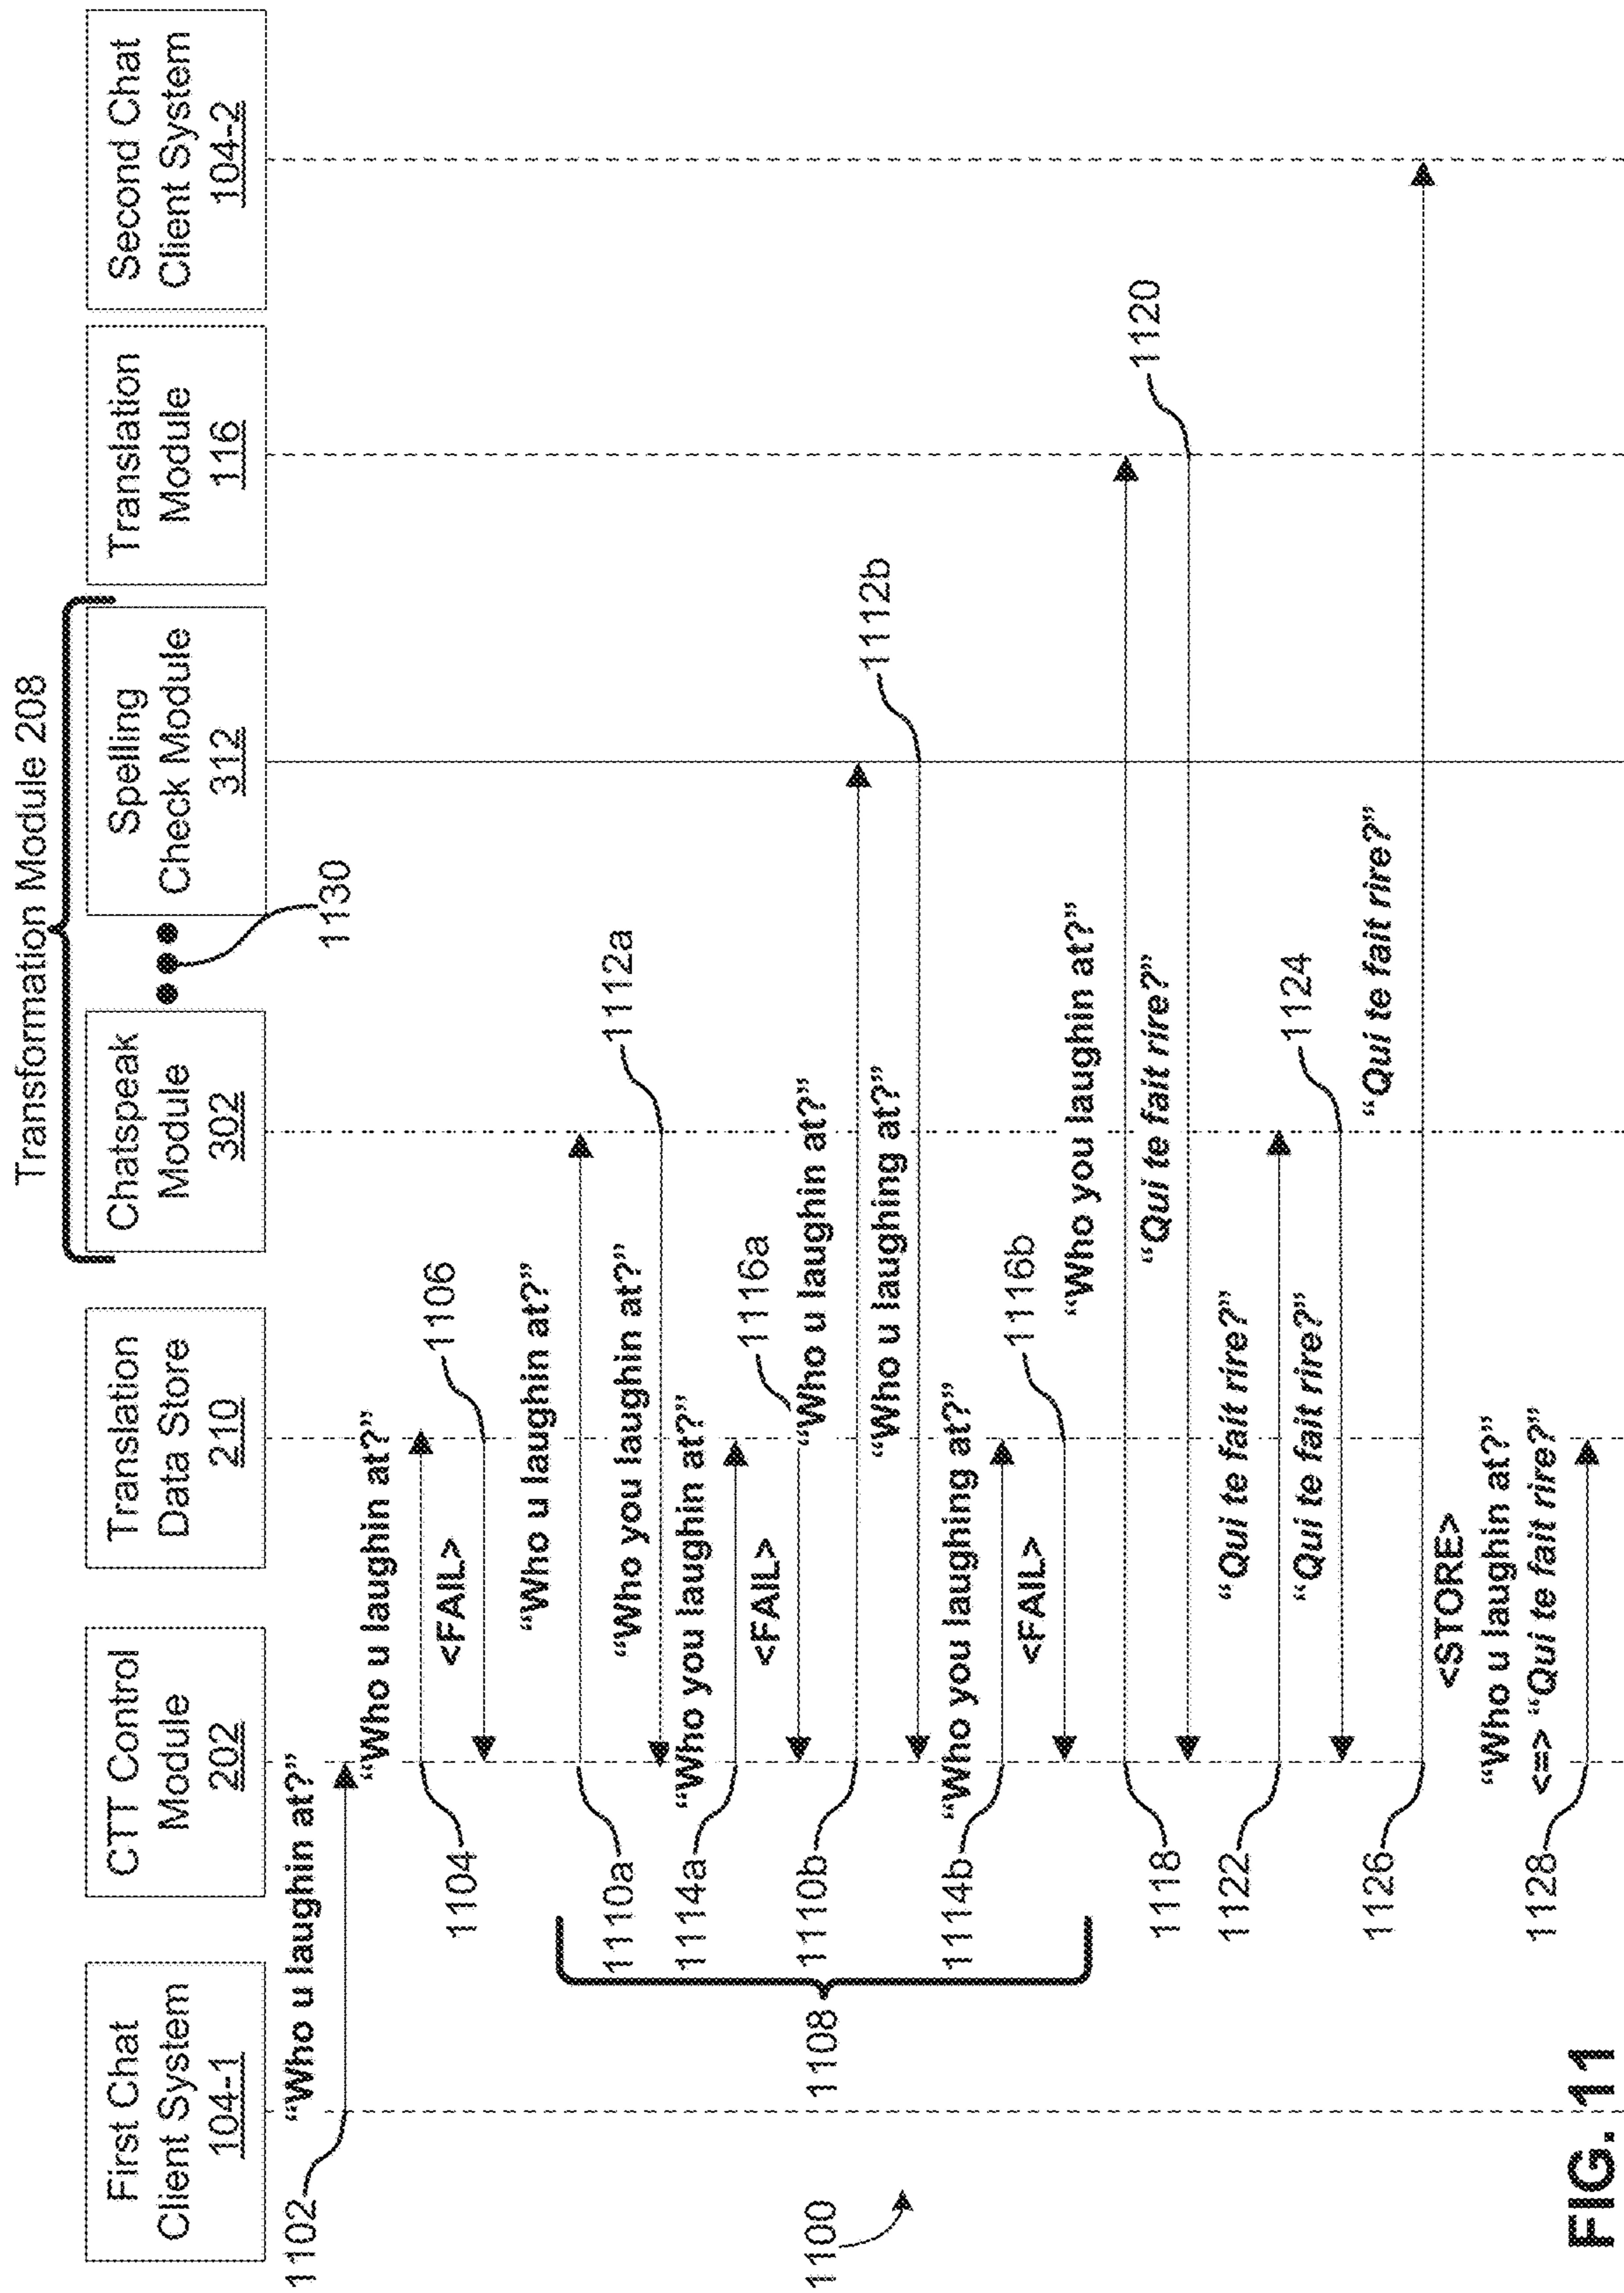 Transformation Module 208
First Chat
Client System
104-1
CTT Control
Module
202
Translation
Data Store
210
Chatspeak
Module
302
Spelling
Check Module
312
Translation
Module
116
Second Chat
Client System
104-2
1130
1102
“Who u laughin at?”
“Who u laughin at?”
1104
<FAIL>
1106
“Who u laughin at?”
1110a
“Who you laughin at?”
1112a
“Who you laughin at?”
1114a
<FAIL>
1116a
“Who u laughin at?”
1110b
“Who u laughing at?”
1112b
1108
“Who you laughing at?”
1114b
<FAIL>
1116b
“Who you laughin at?”
1118
“Qui te fait rire?”
1120
“Qui te fait rire?”
1122
“Qui te fait rire?”
1124
“Qui te fait rire?”
1126
<STORE>
“Who u laughin at?”
<=> “Qui te fait rire?”
1128
1100
FIG. 11